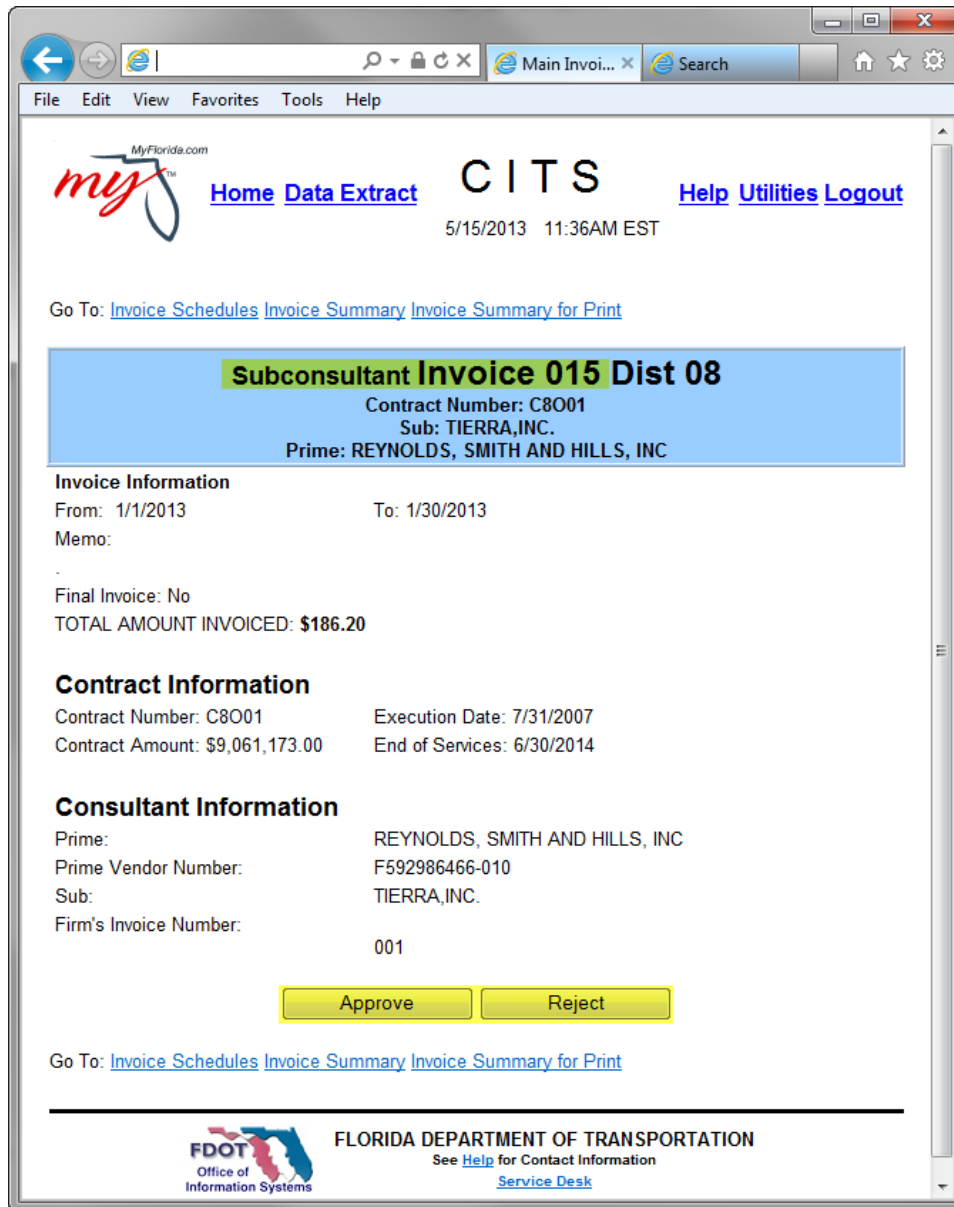 Main Invoi... Search
File Edit View Favorites Tools Help
MyFlorida.com
my TM
Home Data Extract CITS Help Utilities Logout
5/15/2013 11:36AM EST
Go To: Invoice Schedules Invoice Summary Invoice Summary for Print
Subconsultant Invoice 015 Dist 08
Contract Number: C8O01
Sub: TIERRA,INC.
Prime: REYNOLDS, SMITH AND HILLS, INC
Invoice Information
From: 1/1/2013 To: 1/30/2013
Memo:
.
Final Invoice: No
TOTAL AMOUNT INVOICED: $186.20
Contract Information
Contract Number: C8O01 Execution Date: 7/31/2007
Contract Amount: $9,061,173.00 End of Services: 6/30/2014
Consultant Information
Prime: REYNOLDS, SMITH AND HILLS, INC
Prime Vendor Number: F592986466-010
Sub: TIERRA,INC.
Firm's Invoice Number:
001
Approve Reject
Go To: Invoice Schedules Invoice Summary Invoice Summary for Print
FDOT
Office of
Information Systems
FLORIDA DEPARTMENT OF TRANSPORTATION
See Help for Contact Information
Service Desk